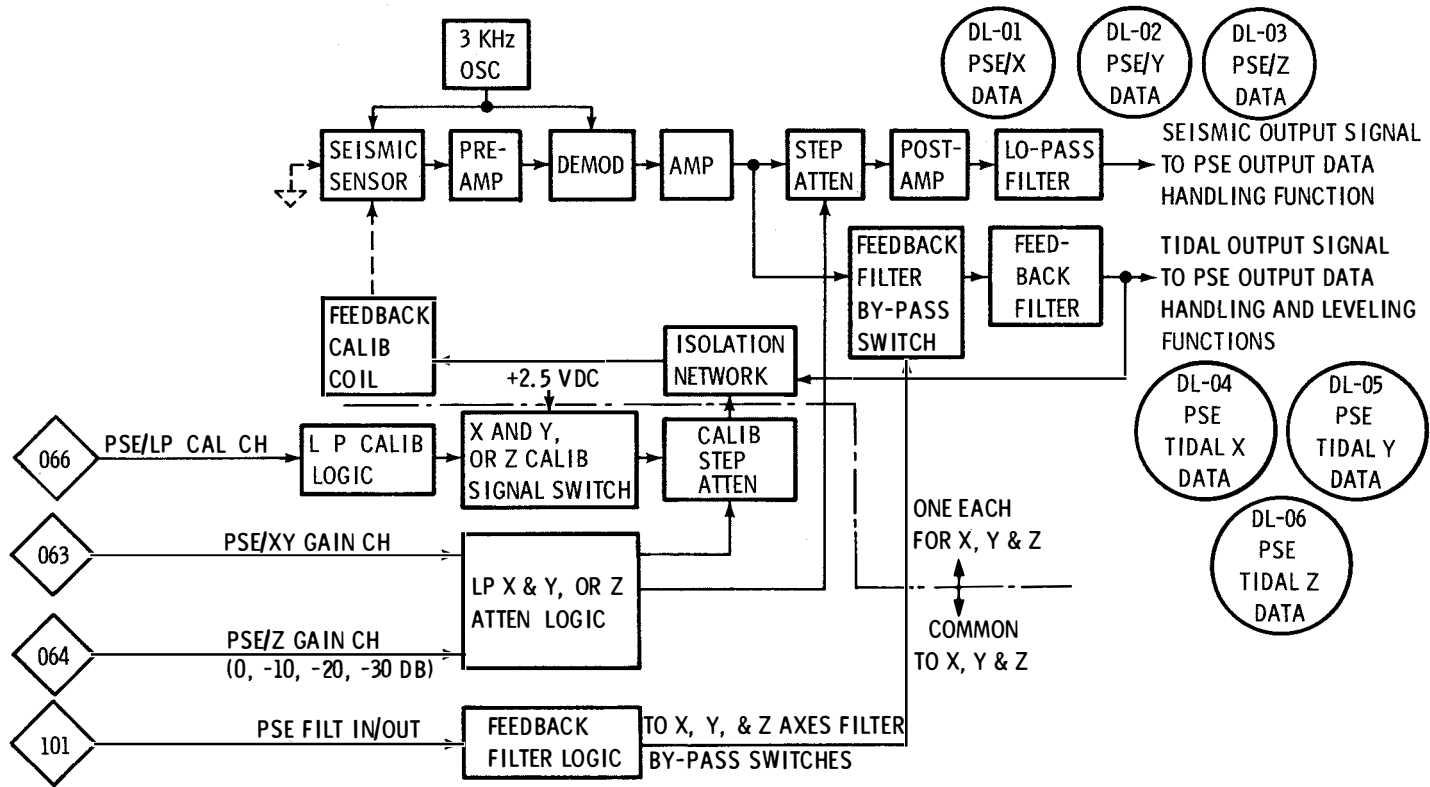 3 KHz
OSC
DL-01
PSE/X
DATA
DL-02
PSE/Y
DATA
DL-03
PSE/Z
DATA
SEISMIC
SENSOR
PRE-
AMP
DEMOD
AMP
STEP
ATTEN
POST-
AMP
LO-PASS
FILTER
SEISMIC OUTPUT SIGNAL
TO PSE OUTPUT DATA
HANDLING FUNCTION
FEEDBACK
FILTER
BY-PASS
SWITCH
FEED-
BACK
FILTER
TIDAL OUTPUT SIGNAL
TO PSE OUTPUT DATA
HANDLING AND LEVELING
FUNCTIONS
FEEDBACK
CALIB
COIL
+2.5 VDC
ISOLATION
NETWORK
DL-04
PSE
TIDAL X
DATA
DL-05
PSE
TIDAL Y
DATA
DL-06
PSE
TIDAL Z
DATA
066
PSE/LP CAL CH
L P CALIB
LOGIC
X AND Y,
OR Z CALIB
SIGNAL SWITCH
CALIB
STEP
ATTEN
063
PSE/XY GAIN CH
LP X & Y, OR Z
ATTEN LOGIC
ONE EACH
FOR X, Y & Z
COMMON
TO X, Y & Z
064
PSE/Z GAIN CH
(0, -10, -20, -30 DB)
101
PSE FILT IN/OUT
FEEDBACK
FILTER LOGIC
TO X, Y, & Z AXES FILTER
BY-PASS SWITCHES